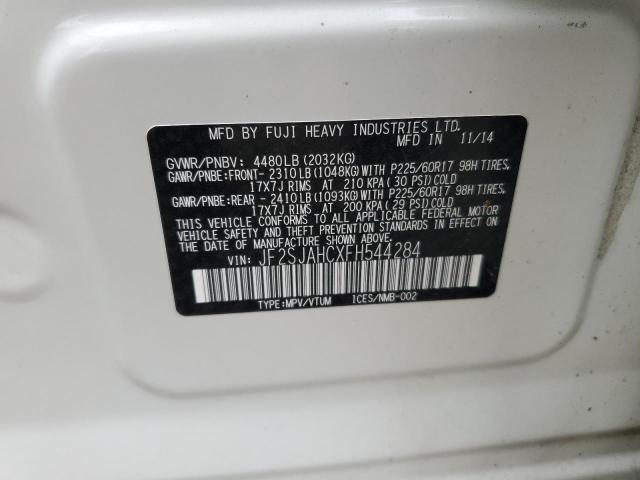 MFD BY FUJI HEAVY INDUSTRIES LTD.
MFD IN 11/14
GVWR/PNBV: 4480LB (2032KG)
GAWR/PNBE:FRONT- 2310LB (1048KG)WITH P225/60R17 98H TIRES,
17X7J RIMS AT 210 KPA (30 PSI)COLD
GAWR/PNBE:REAR - 2410LB (1093KG)WITH P225/60R17 98H TIRES,
17X7J RIMS AT 200 KPA (29 PSI)COLD
THIS VEHICLE CONFORMS TO ALL APPLICABLE FEDERAL MOTOR
VEHICLE SAFETY AND THEFT PREVENTION STANDARDS IN EFFECT ON
THE DATE OF MANUFACTURE SHOWN ABOVE.
VIN: JF2SJAHCXFH544284
TYPE:MPV/VTUM ICES/NMB-002